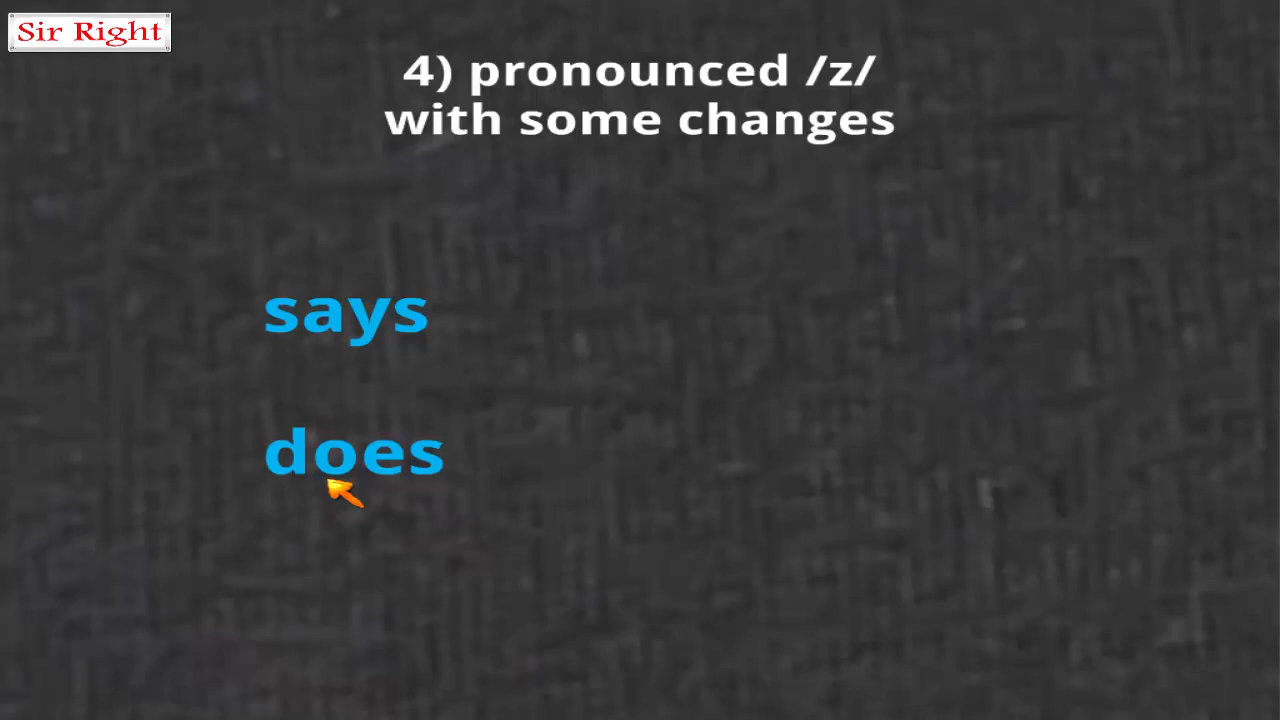 Sir Right
4) pronounced /z/
with some changes
says
does